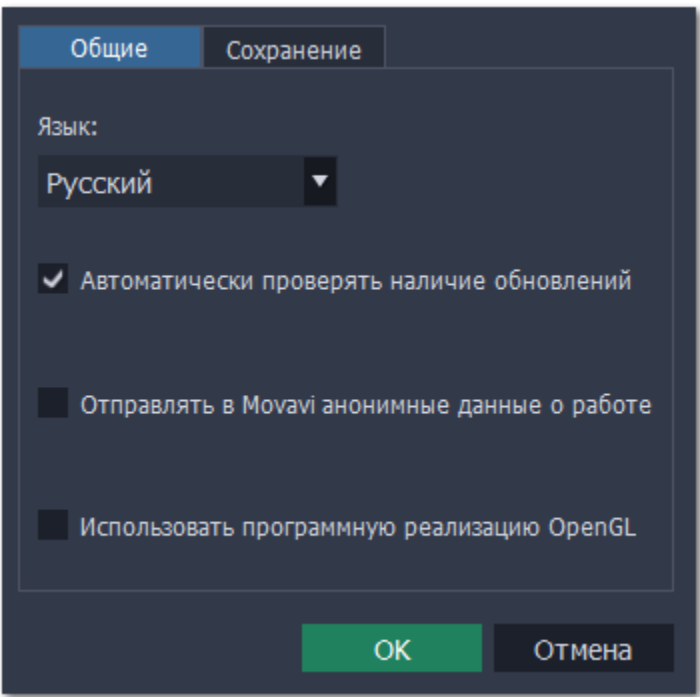 Общие Сохранение
Язык:
Русский
Автоматически проверять наличие обновлений
Отправлять в Movavi анонимные данные о работе
Использовать программную реализацию OpenGL
OK Отмена